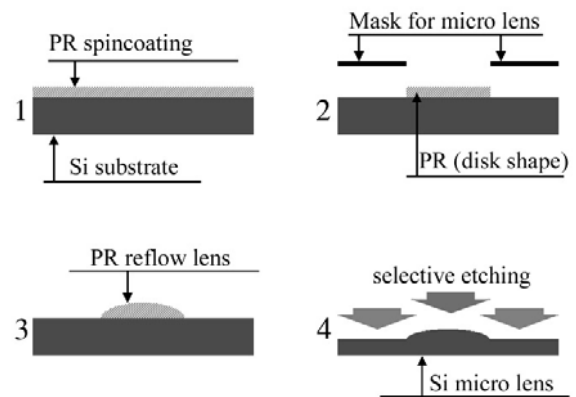 PR spincoating
1
Si substrate
Mask for micro lens
2
PR (disk shape)
PR reflow lens
3
selective etching
4
Si micro lens